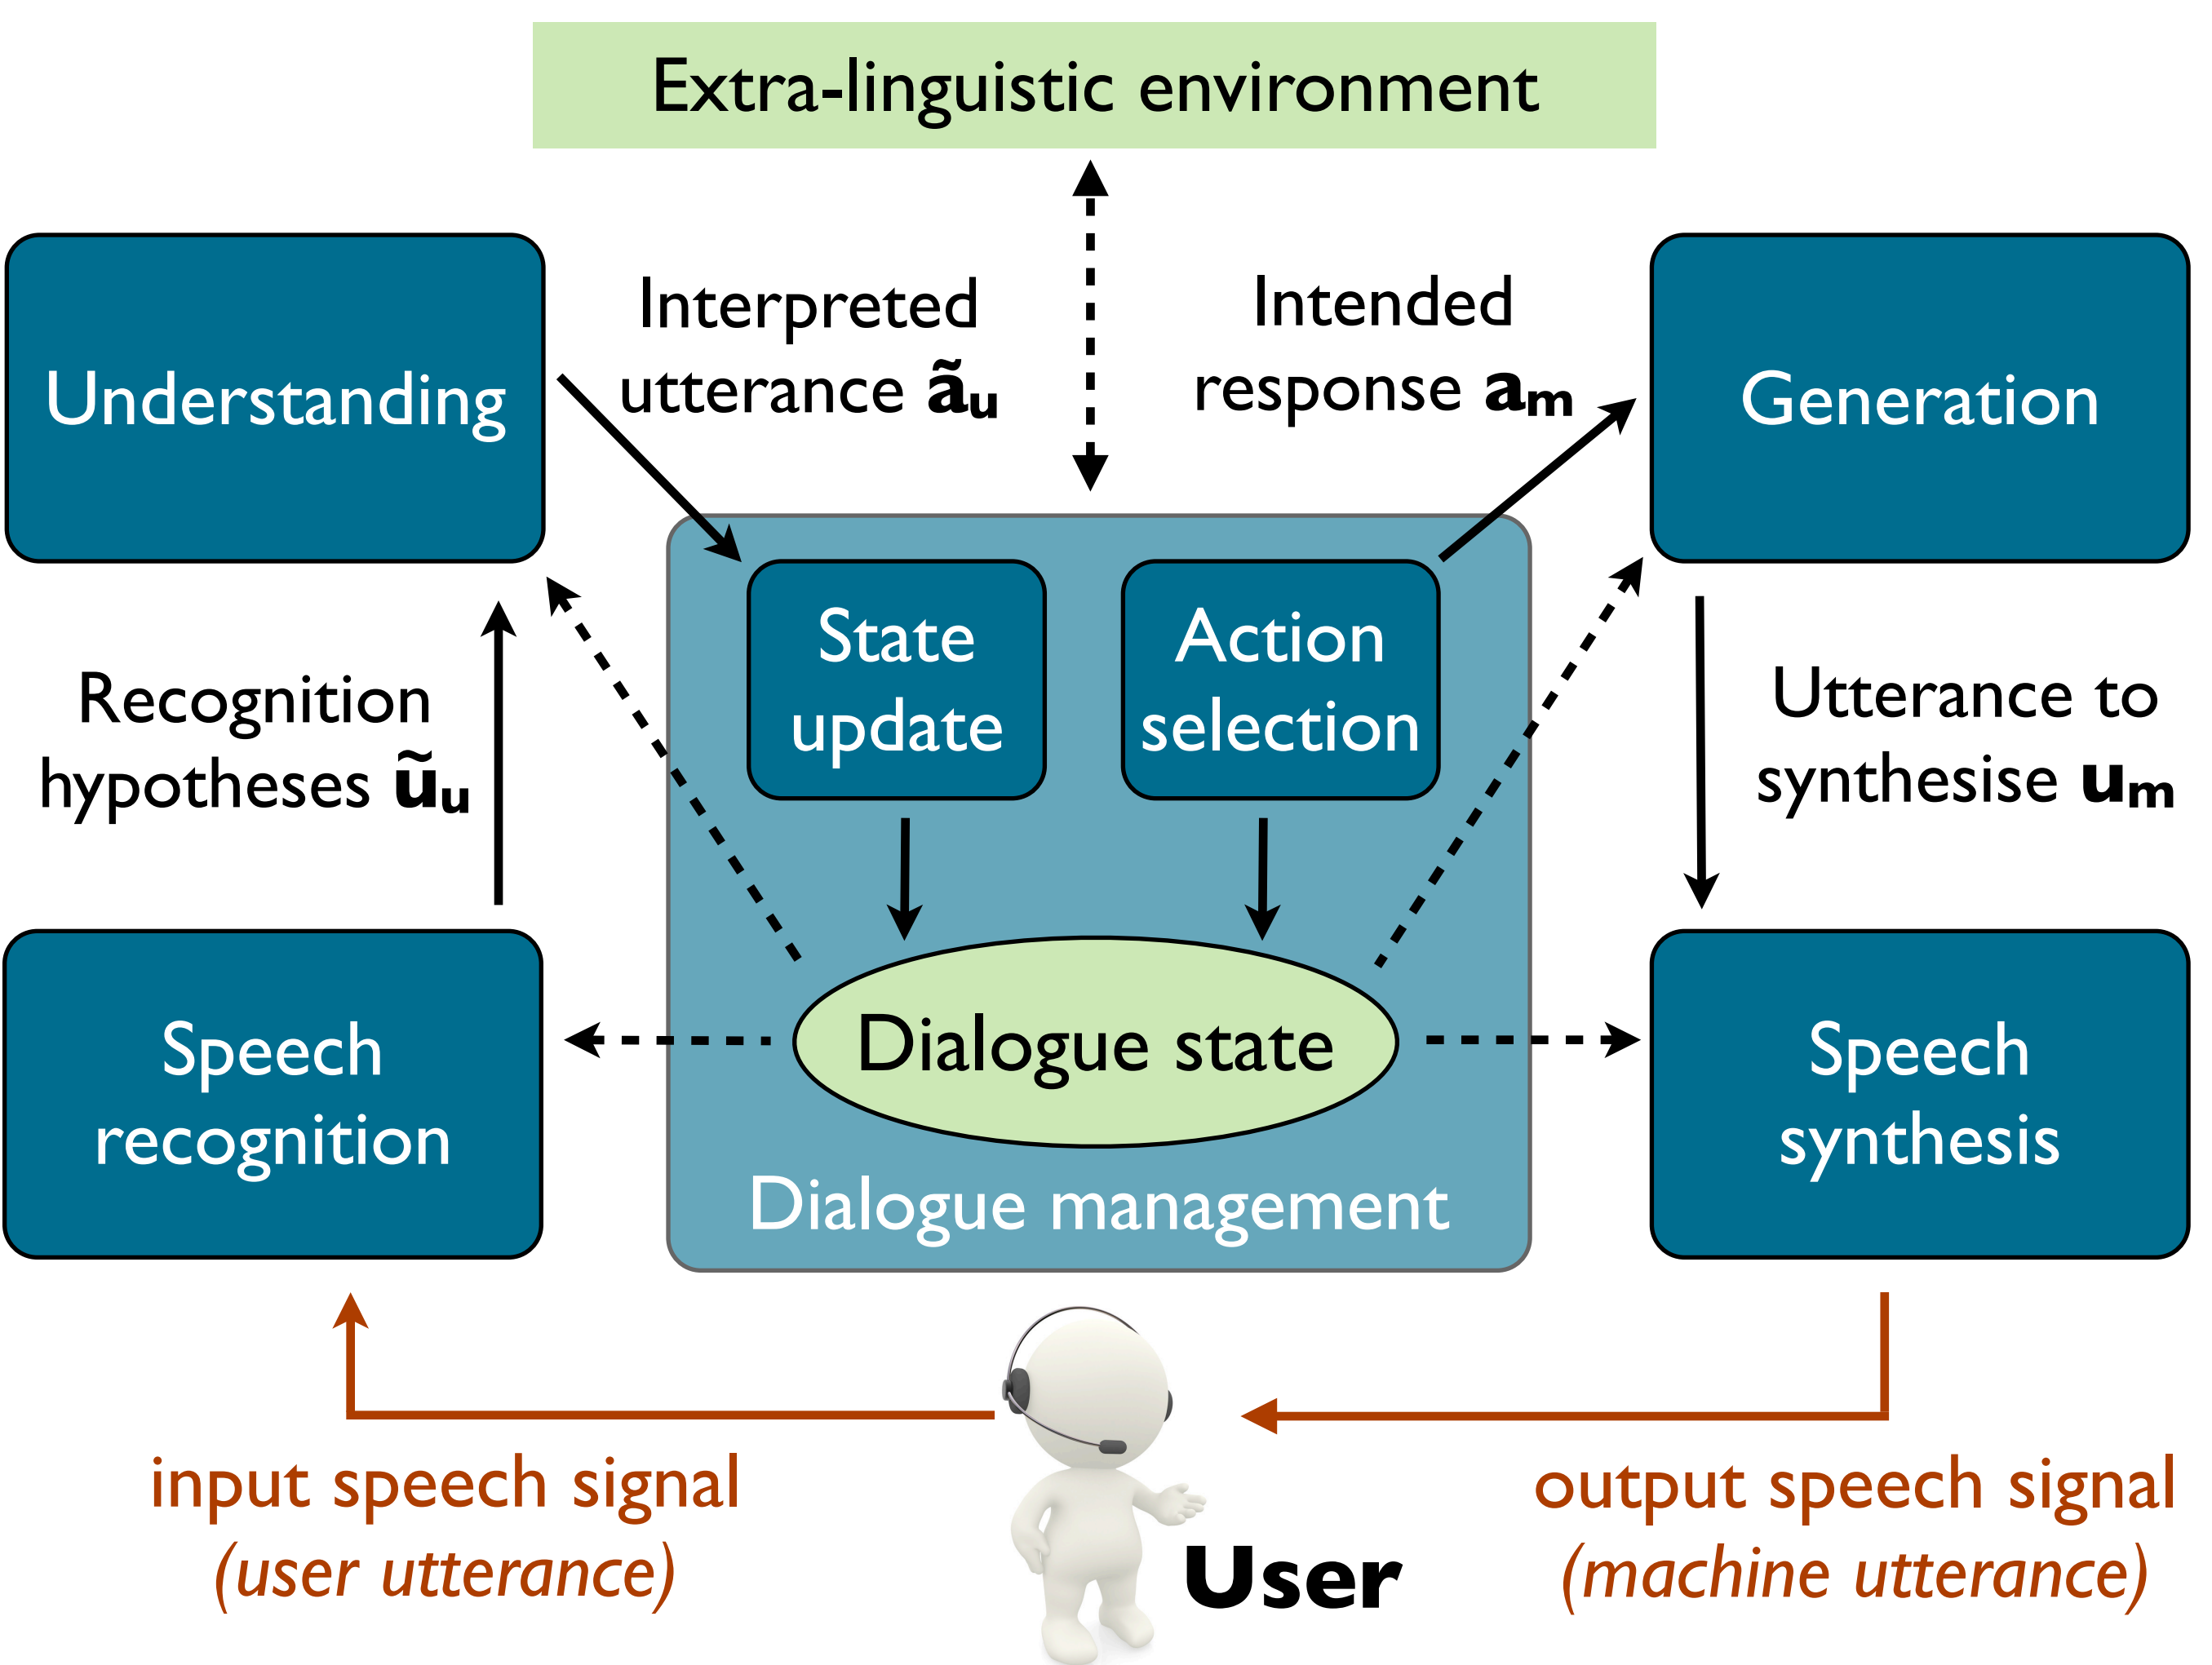 Extra-linguistic environment
Understanding
Interpreted
utterance ãu
Intended
response am
Generation
State
update
Action
selection
Recognition
hypotheses ũu
Utterance to
synthesise um
Speech
recognition
Dialogue state
Speech
synthesis
Dialogue management
input speech signal
(user utterance)
User
output speech signal
(machine utterance)